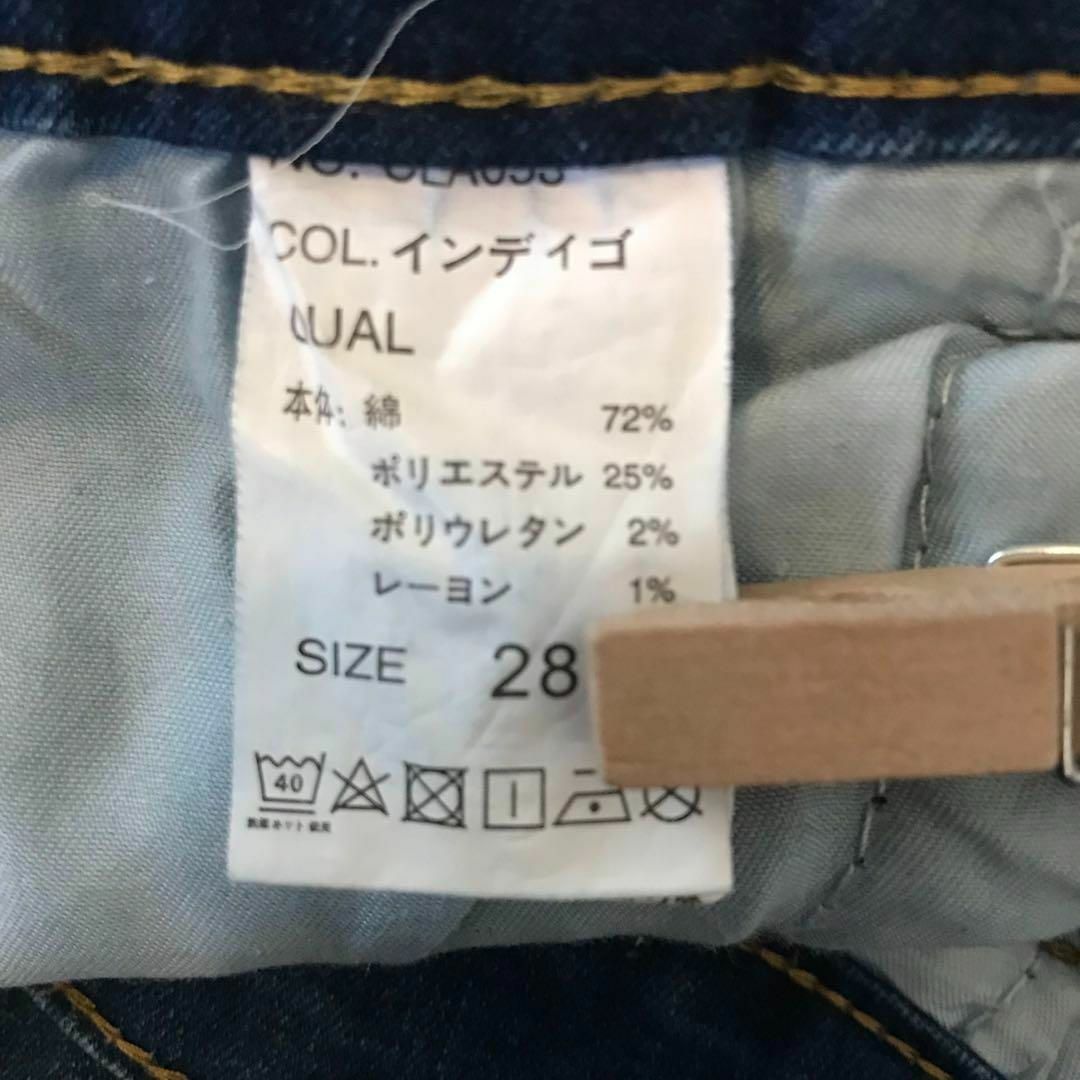 COL. インディゴ
QUAL
本体: 綿 72%
ポリエステル 25%
ポリウレタン 2%
レーヨン 1%
SIZE 28
40